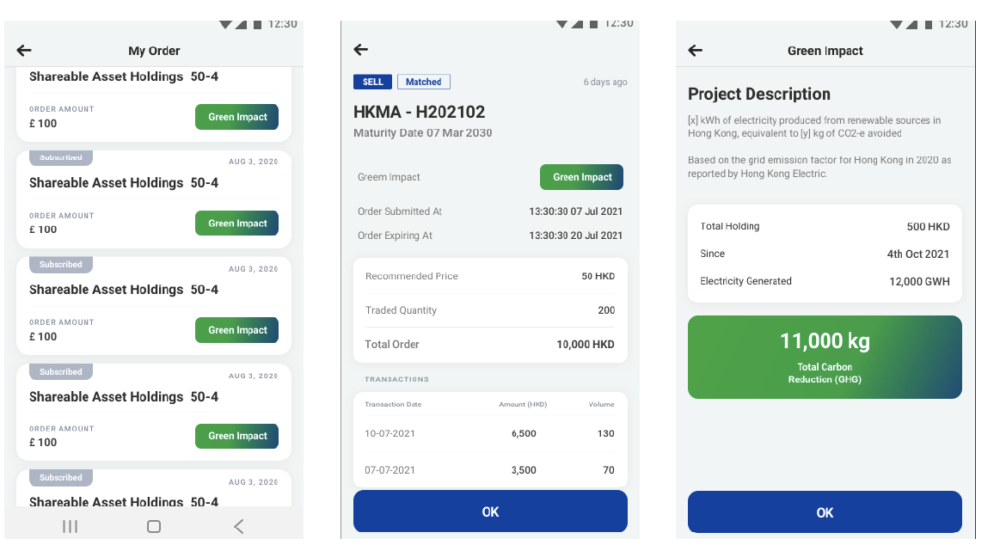 12:30
My Order
Shareable Asset Holdings 50-4
ORDER AMOUNT
£ 100
Green Impact
Subscribed
AUG 3, 2020
Shareable Asset Holdings 50-4
ORDER AMOUNT
£ 100
Green Impact
Subscribed
AUG 3, 2020
Shareable Asset Holdings 50-4
ORDER AMOUNT
£ 100
Green Impact
Subscribed
AUG 3, 2020
Shareable Asset Holdings 50-4
ORDER AMOUNT
£ 100
Green Impact
Subscribed
AUG 3, 2020
Shareable Asset Holdings 50-4
12:30
SELL Matched 6 days ago
HKMA - H202102
Maturity Date 07 Mar 2030
Greem Impact Green Impact
Order Submitted At 13:30:30 07 Jul 2021
Order Expiring At 13:30:30 20 Jul 2021
Recommended Price 50 HKD
Traded Quantity 200
Total Order 10,000 HKD
TRANSACTIONS
Transaction Date Amount (HKD) Volume
10-07-2021 6,500 130
07-07-2021 3,500 70
OK
12:30
Green Impact
Project Description
[x] kWh of electricity produced from renewable sources in
Hong Kong, equivalent to [y] kg of CO2-e avoided
Based on the grid emission factor for Hong Kong in 2020 as
reported by Hong Kong Electric.
Total Holding 500 HKD
Since 4th Oct 2021
Electricity Generated 12,000 GWH
11,000 kg
Total Carbon
Reduction (GHG)
OK